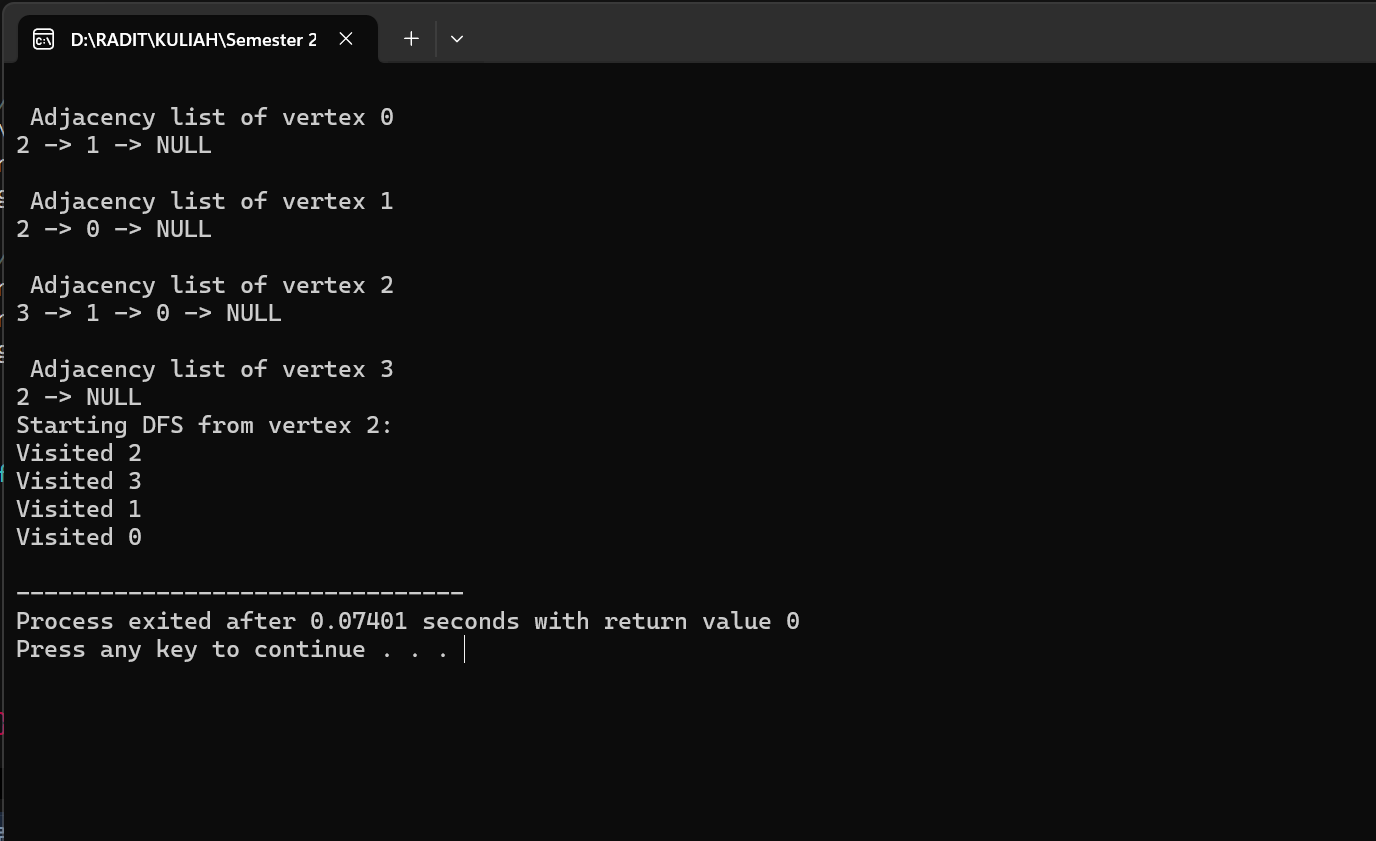 D:\RADIT\KULIAH\Semester 2
Adjacency list of vertex 0
2 -> 1 -> NULL
Adjacency list of vertex 1
2 -> 0 -> NULL
Adjacency list of vertex 2
3 -> 1 -> 0 -> NULL
Adjacency list of vertex 3
2 -> NULL
Starting DFS from vertex 2:
Visited 2
Visited 3
Visited 1
Visited 0
--------------------------------
Process exited after 0.07401 seconds with return value 0
Press any key to continue . . .